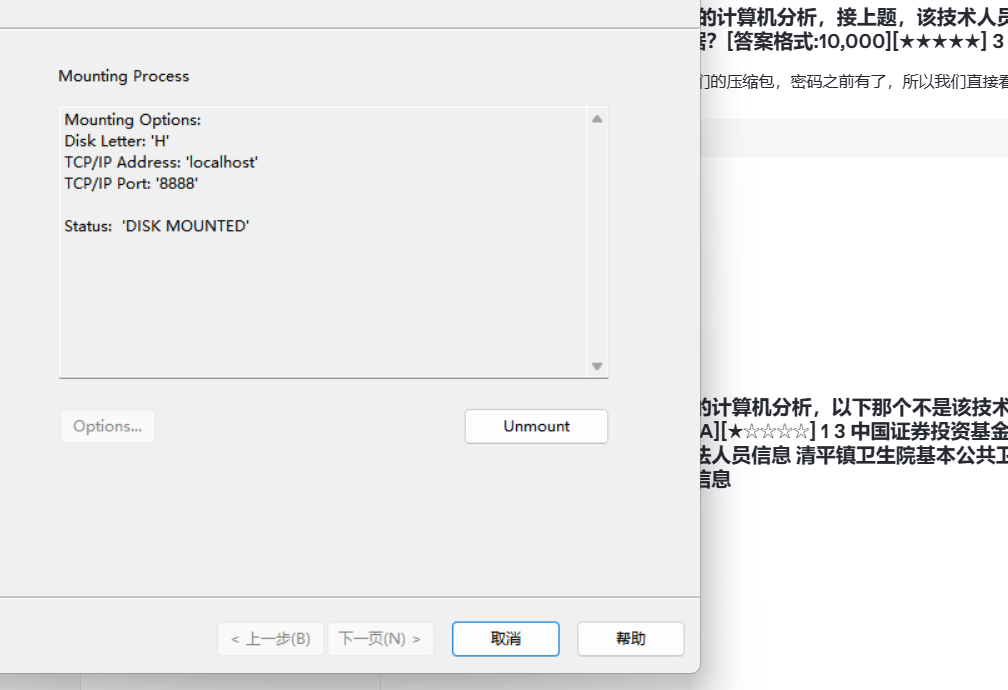 Mounting Process
Mounting Options:
Disk Letter: 'H'
TCP/IP Address: 'localhost'
TCP/IP Port: '8888'
Status:  'DISK MOUNTED'
Options...
Unmount
< 上一步(B)
下一页(N) >
取消
帮助
的计算机分析，接上题，该技术人员
？[答案格式:10,000][★★★★★] 3
们的压缩包，密码之前有了，所以我们直接看
的计算机分析，以下那个不是该技术
A][★☆☆☆☆] 1 3 中国证券投资基金
法人员信息 清平镇卫生院基本公共卫
信息